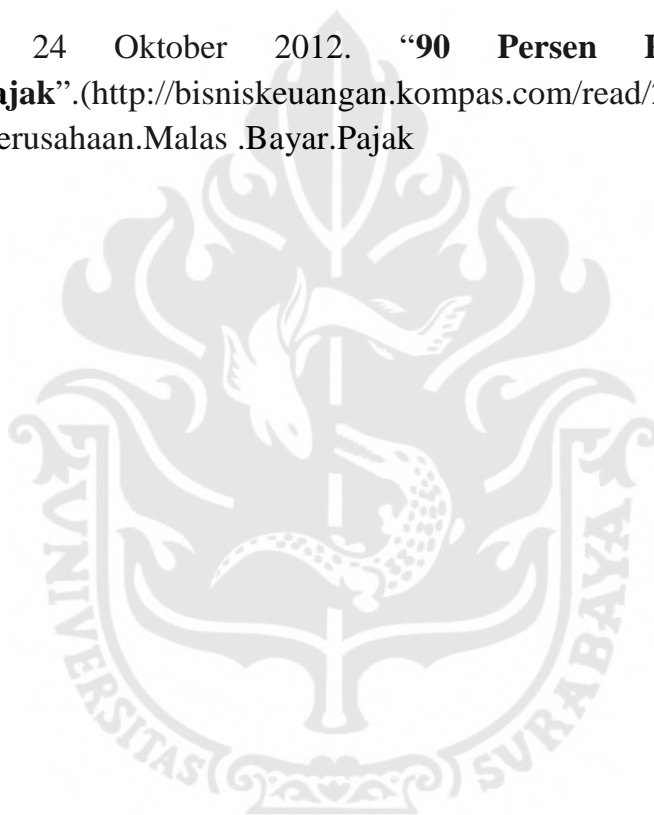 24 Oktober 2012. “90 Persen
ajak”.(http://bisniskeuangan.kompas.com/read/
erusahaan.Malas .Bayar.Pajak
UNIVERSITAS SURABAYA